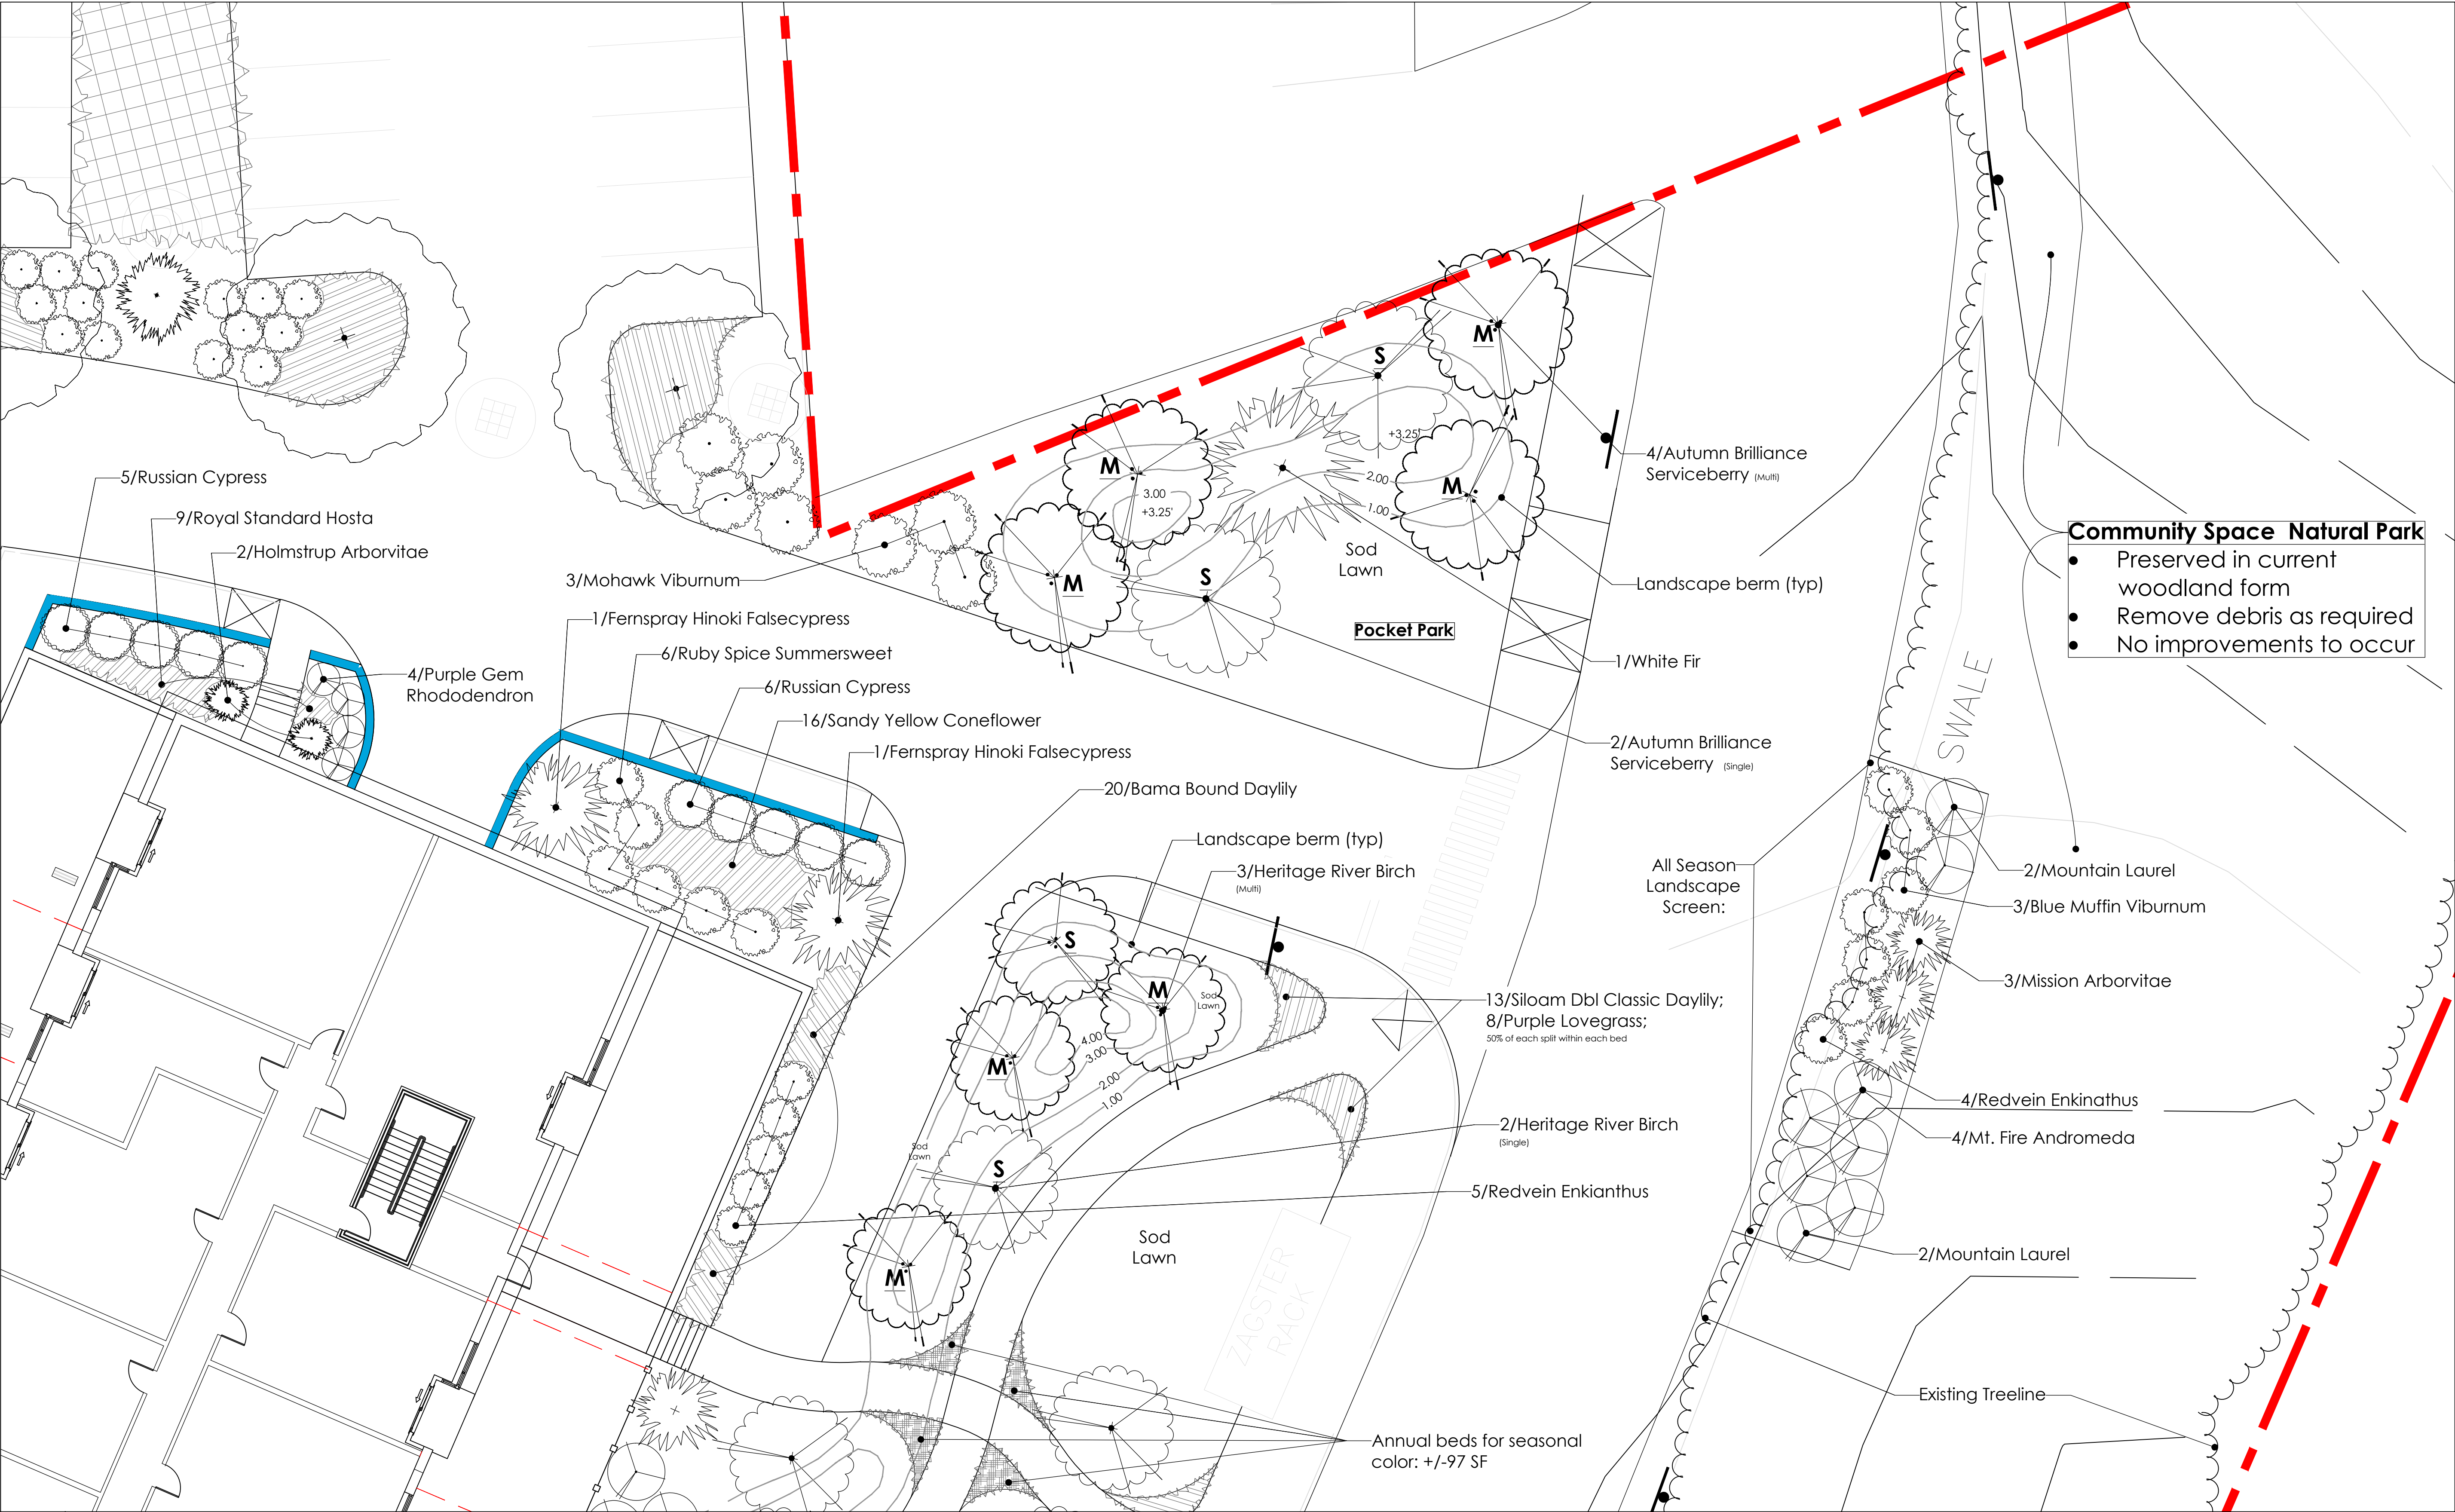 5/Russian Cypress
9/Royal Standard Hosta
2/Holmstrup Arborvitae
4/Purple Gem
Rhododendron
3/Mohawk Viburnum
1/Fernspray Hinoki Falsecypress
6/Ruby Spice Summersweet
6/Russian Cypress
16/Sandy Yellow Coneflower
1/Fernspray Hinoki Falsecypress
20/Bama Bound Daylily
Landscape berm (typ)
3/Heritage River Birch
(Multi)
M
S
+3.25'
M
3.00
+3.25'
2.00
1.00
M
M
S
Sod
Lawn
Pocket Park
4/Autumn Brilliance
Serviceberry (Multi)
Landscape berm (typ)
1/White Fir
2/Autumn Brilliance
Serviceberry (Single)
Community Space Natural Park
● Preserved in current
woodland form
● Remove debris as required
● No improvements to occur
SWALE
All Season
Landscape
Screen:
2/Mountain Laurel
3/Blue Muffin Viburnum
3/Mission Arborvitae
4/Redvein Enkinathus
4/Mt. Fire Andromeda
2/Mountain Laurel
Existing Treeline
S
M
Sod
Lawn
M
4.00
3.00
2.00
1.00
Sod
Lawn
S
M
13/Siloam Dbl Classic Daylily;
8/Purple Lovegrass;
50% of each split within each bed
2/Heritage River Birch
(Single)
5/Redvein Enkianthus
Sod
Lawn
ZAGSTER
RACK
Annual beds for seasonal
color: +/-97 SF